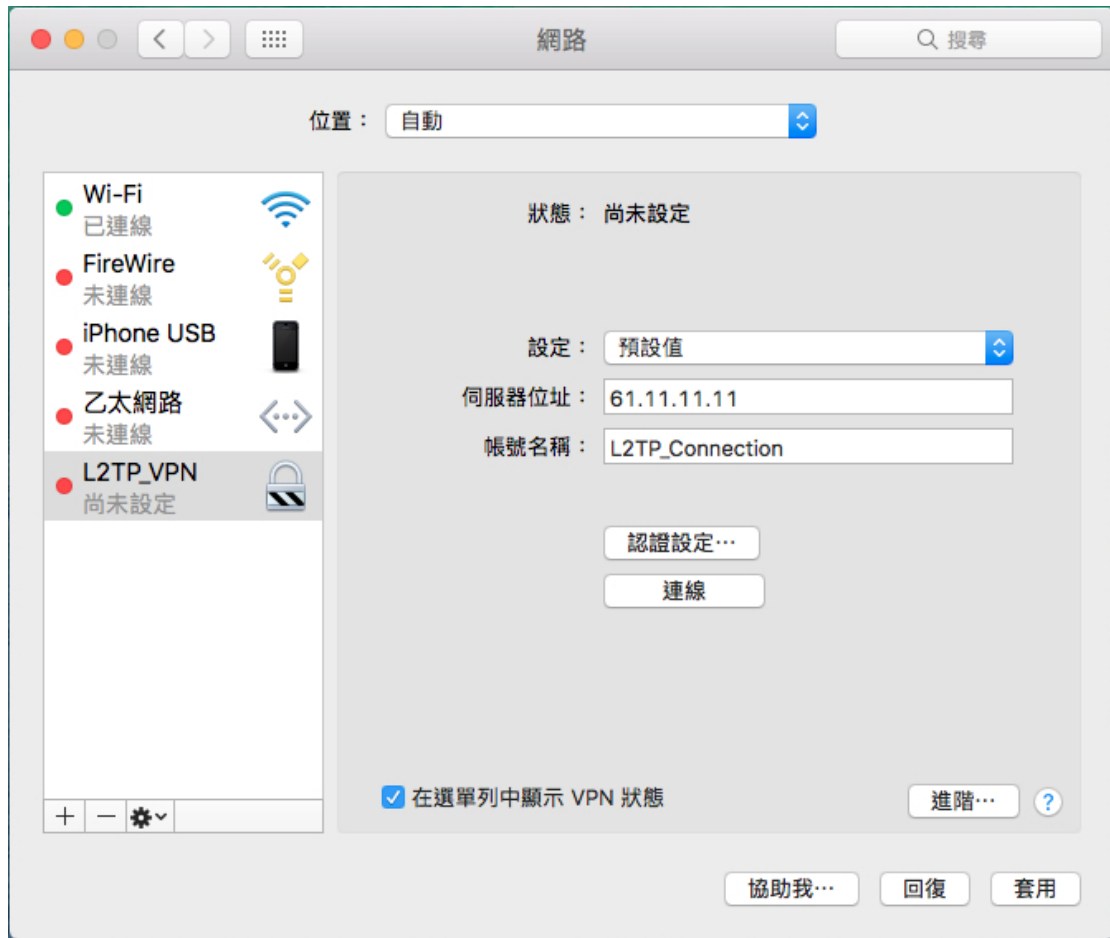 網路
搜尋
位置： 自動
Wi-Fi
已連線
FireWire
未連線
iPhone USB
未連線
乙太網路
未連線
L2TP_VPN
尚未設定
狀態： 尚未設定
設定： 預設值
伺服器位址： 61.11.11.11
帳號名稱： L2TP_Connection
認證設定…
連線
在選單列中顯示 VPN 狀態
進階… ?
協助我… 回復 套用